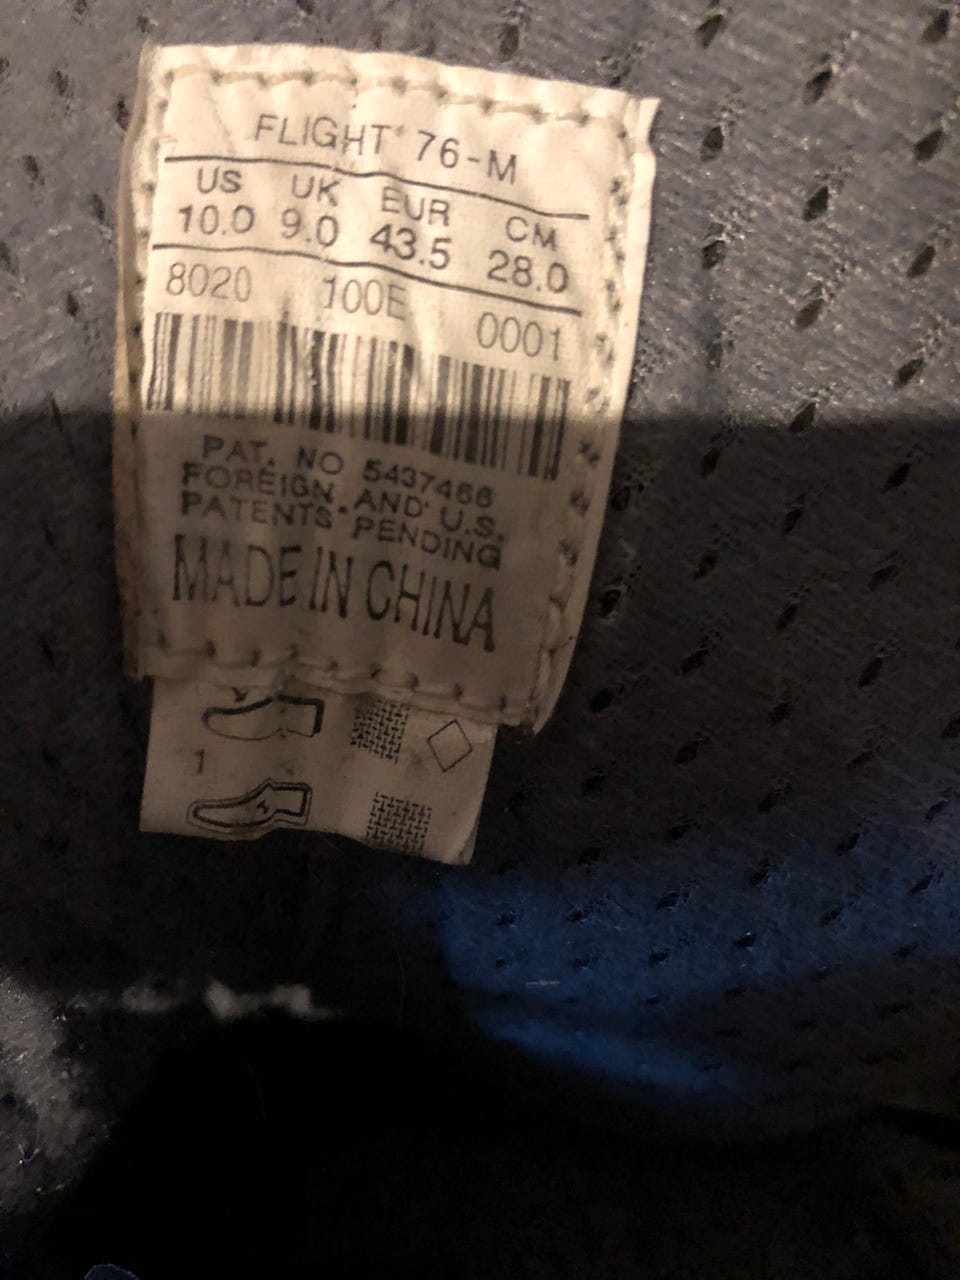 FLIGHT 76-M
US UK EUR CM
10.0 9.0 43.5 28.0
8020 100E 0001
PAT. NO 5437466
FOREIGN AND U.S.
PATENTS PENDING
MADE IN CHINA
1